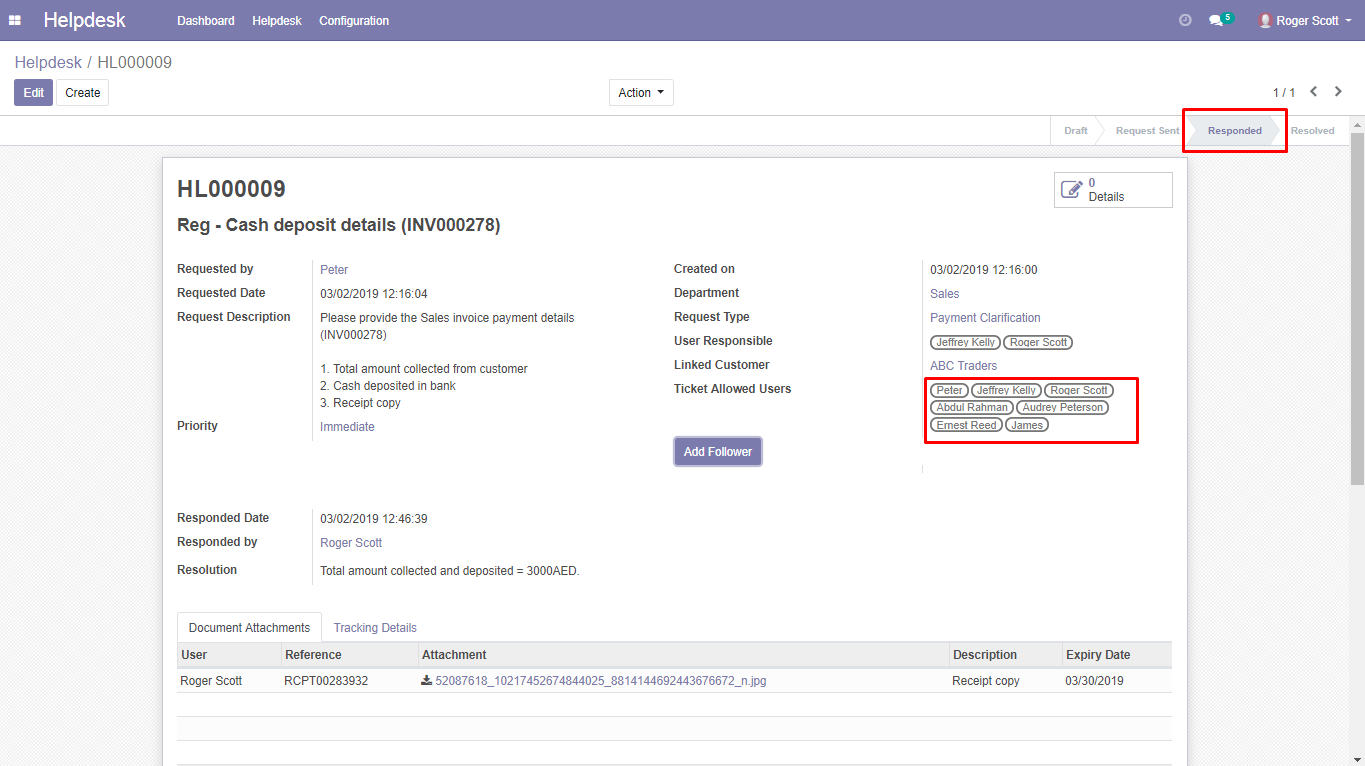 Helpdesk Dashboard Helpdesk Configuration 5 Roger Scott
Helpdesk / HL000009
Edit Create Action 1 / 1
Draft Request Sent Responded Resolved
HL000009
0
Details
Reg - Cash deposit details (INV000278)
Requested by Peter
Requested Date 03/02/2019 12:16:04
Request Description Please provide the Sales invoice payment details
(INV000278)
1. Total amount collected from customer
2. Cash deposited in bank
3. Receipt copy
Priority Immediate
Created on 03/02/2019 12:16:00
Department Sales
Request Type Payment Clarification
User Responsible Jeffrey Kelly Roger Scott
Linked Customer ABC Traders
Ticket Allowed Users Peter Jeffrey Kelly Roger Scott
Abdul Rahman Audrey Peterson
Ernest Reed James
Add Follower
Responded Date 03/02/2019 12:46:39
Responded by Roger Scott
Resolution Total amount collected and deposited = 3000AED.
Document Attachments Tracking Details
User Reference Attachment Description Expiry Date
Roger Scott RCPT00283932 52087618_10217452674844025_8814144692443676672_n.jpg Receipt copy 03/30/2019